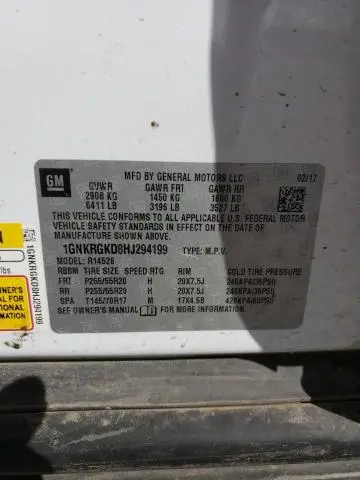 GM
MFD BY GENERAL MOTORS LLC
02/17
GVWR GAWR FRT GAWR RR
2908 KG 1450 KG 1600 KG
6411 LB 3196 LB 3527 LB
THIS VEHICLE CONFORMS TO ALL APPLICABLE U.S. FEDERAL MOTOR
VEHICLE SAFETY STANDARDS IN EFFECT ON THE DATE OF
MANUFACTURE SHOWN ABOVE.
1GNKRGKD8HJ294199 TYPE: M.P.V.
MODEL: R14526
RBBM TIRE SIZE SPEED RTG RIM COLD TIRE PRESSURE
FRT P255/55R20 H 20X7.5J 240KPA(35PSI)
RR P255/55R20 H 20X7.5J 240KPA(35PSI)
SPA T145/70R17 M 17X4.5B 420KPA(60PSI)
SEE OWNER'S MANUAL
1GNKRGKD8HJ294199
OWNER'S
MANUAL FOR
ADDITIONAL